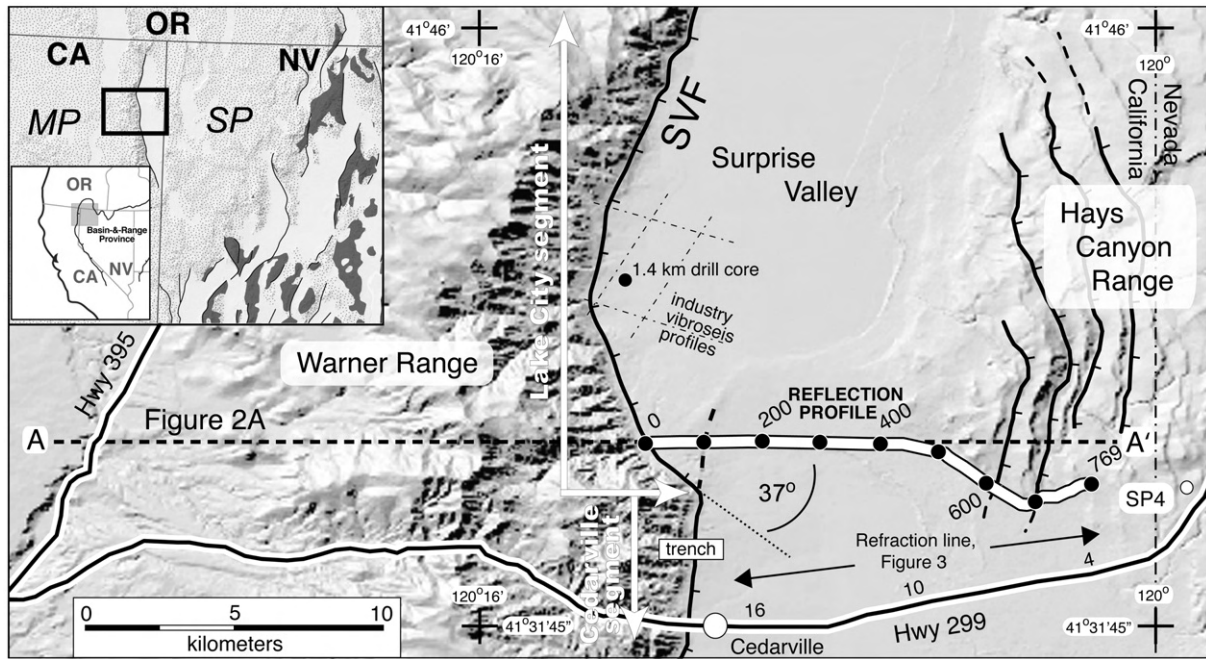 OR
CA
NV
MP
SP
OR
Basin-&-Range
Province
CA
NV
41°46'
120°16'
41°46'
120°
Nevada
California
SVF
Surprise
Valley
Hays
Canyon
Range
Lake City segment
1.4 km drill core
industry
vibroseis
profiles
Warner Range
Hwy 395
Figure 2A
A
A'
REFLECTION
PROFILE
0
200
400
600
769
37°
SP4
trench
Cedarville
segment
Refraction line,
Figure 3
16
10
4
Hwy 299
Cedarville
120°16'
41°31'45"
120°
41°31'45"
0
5
10
kilometers